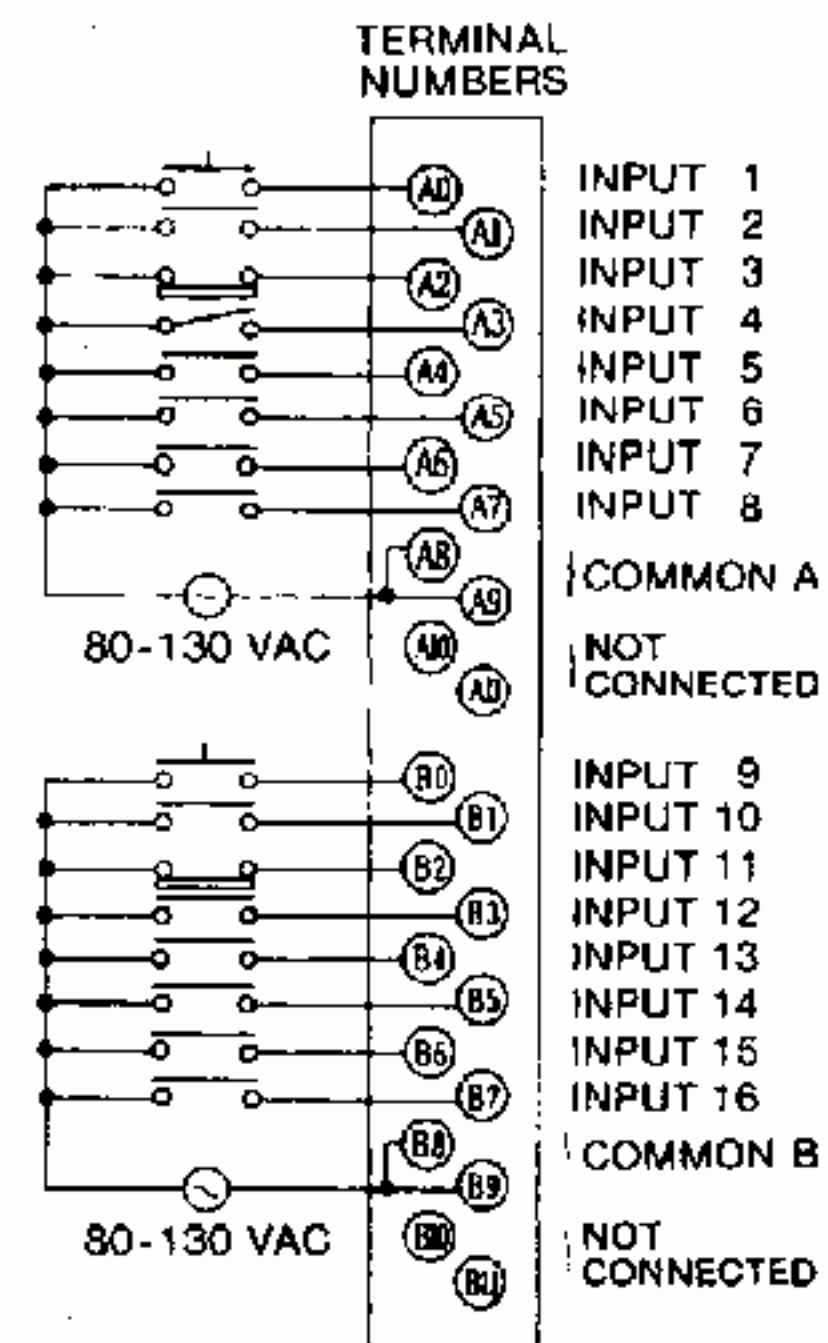 TERMINAL
NUMBERS
A0 INPUT 1
A1 INPUT 2
A2 INPUT 3
A3 INPUT 4
A4 INPUT 5
A5 INPUT 6
A6 INPUT 7
A7 INPUT 8
A8
COMMON A
A9
80-130 VAC
A10 NOT
CONNECTED
A11
B0 INPUT 9
B1 INPUT 10
B2 INPUT 11
B3 INPUT 12
B4 INPUT 13
B5 INPUT 14
B6 INPUT 15
B7 INPUT 16
B8
COMMON B
B9
80-130 VAC
B10 NOT
CONNECTED
B11